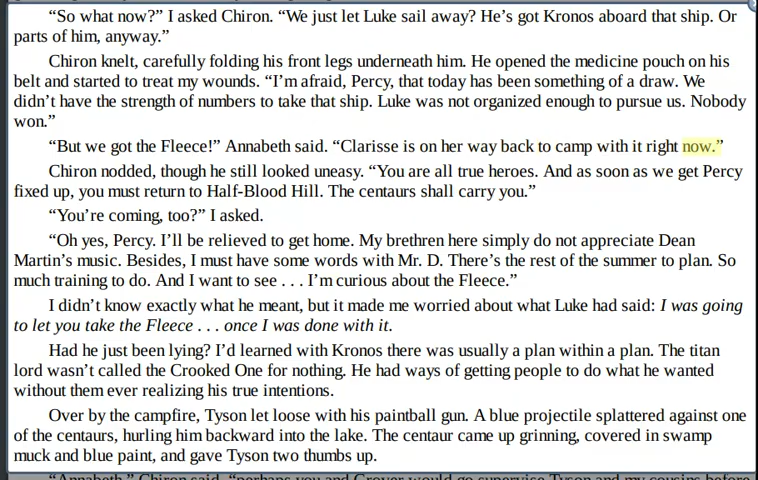 “So what now?” I asked Chiron. “We just let Luke sail away? He’s got Kronos aboard that ship. Or
parts of him, anyway.”
Chiron knelt, carefully folding his front legs underneath him. He opened the medicine pouch on his
belt and started to treat my wounds. “I’m afraid, Percy, that today has been something of a draw. We
didn’t have the strength of numbers to take that ship. Luke was not organized enough to pursue us. Nobody
won.”
“But we got the Fleece!” Annabeth said. “Clarisse is on her way back to camp with it right now.”
Chiron nodded, though he still looked uneasy. “You are all true heroes. And as soon as we get Percy
fixed up, you must return to Half-Blood Hill. The centaurs shall carry you.”
“You’re coming, too?” I asked.
“Oh yes, Percy. I’ll be relieved to get home. My brethren here simply do not appreciate Dean
Martin’s music. Besides, I must have some words with Mr. D. There’s the rest of the summer to plan. So
much training to do. And I want to see . . . I’m curious about the Fleece.”
I didn’t know exactly what he meant, but it made me worried about what Luke had said: I was going
to let you take the Fleece . . . once I was done with it.
Had he just been lying? I’d learned with Kronos there was usually a plan within a plan. The titan
lord wasn’t called the Crooked One for nothing. He had ways of getting people to do what he wanted
without them ever realizing his true intentions.
Over by the campfire, Tyson let loose with his paintball gun. A blue projectile splattered against one
of the centaurs, hurling him backward into the lake. The centaur came up grinning, covered in swamp
muck and blue paint, and gave Tyson two thumbs up.
“Annabeth,” Chiron said, “perhaps you and Grover would go supervise Tyson and my cousins before